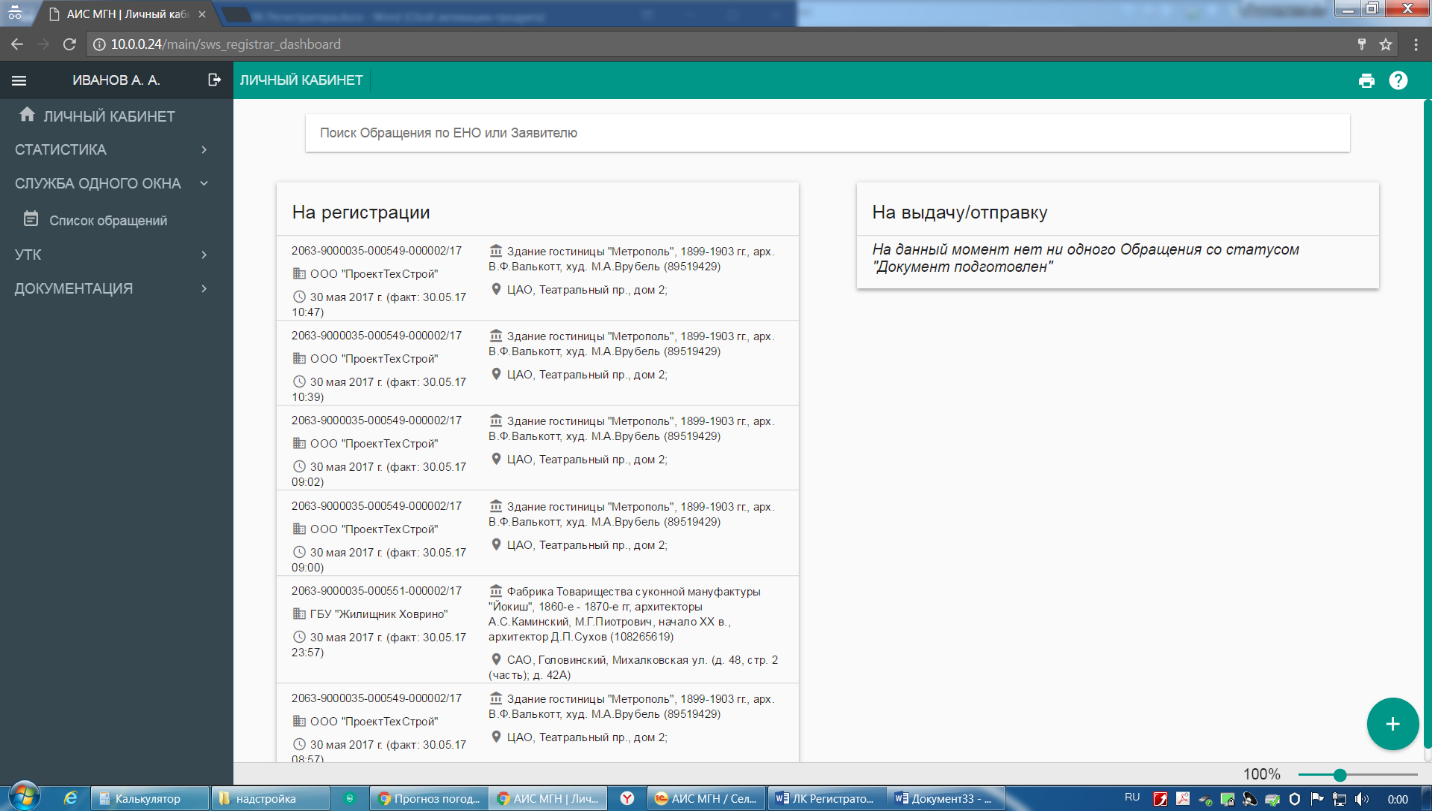 АИС МГН | Личный каб
10.0.0.24/main/sws_registrar_dashboard
ИВАНОВ А. А.
ЛИЧНЫЙ КАБИНЕТ
СТАТИСТИКА
СЛУЖБА ОДНОГО ОКНА
Список обращений
УТК
ДОКУМЕНТАЦИЯ
ЛИЧНЫЙ КАБИНЕТ
Поиск Обращения по ЕНО или Заявителю
На регистрации
2063-9000035-000549-000002/17
ООО "ПроектТехСтрой"
30 мая 2017 г. (факт: 30.05.17
10:47)
Здание гостиницы "Метрополь", 1899-1903 гг., арх.
В.Ф.Валькотт, худ. М.А.Врубель (89519429)
ЦАО, Театральный пр., дом 2;
2063-9000035-000549-000002/17
ООО "ПроектТехСтрой"
30 мая 2017 г. (факт: 30.05.17
10:39)
Здание гостиницы "Метрополь", 1899-1903 гг., арх.
В.Ф.Валькотт, худ. М.А.Врубель (89519429)
ЦАО, Театральный пр., дом 2;
2063-9000035-000549-000002/17
ООО "ПроектТехСтрой"
30 мая 2017 г. (факт: 30.05.17
09:02)
Здание гостиницы "Метрополь", 1899-1903 гг., арх.
В.Ф.Валькотт, худ. М.А.Врубель (89519429)
ЦАО, Театральный пр., дом 2;
2063-9000035-000549-000002/17
ООО "ПроектТехСтрой"
30 мая 2017 г. (факт: 30.05.17
09:00)
Здание гостиницы "Метрополь", 1899-1903 гг., арх.
В.Ф.Валькотт, худ. М.А.Врубель (89519429)
ЦАО, Театральный пр., дом 2;
2063-9000035-000551-000002/17
ГБУ "Жилищник Ховрино"
30 мая 2017 г. (факт: 30.05.17
23:57)
Фабрика Товарищества суконной мануфактуры
"Йокиш", 1860-е - 1870-е гг, архитекторы
А.С.Каминский, М.Г.Пиотрович, начало XX в.,
архитектор Д.П.Сухов (108265619)
САО, Головинский, Михалковская ул. (д. 48, стр. 2
(часть); д. 42А)
2063-9000035-000549-000002/17
ООО "ПроектТехСтрой"
30 мая 2017 г. (факт: 30.05.17
08:57)
Здание гостиницы "Метрополь", 1899-1903 гг., арх.
В.Ф.Валькотт, худ. М.А.Врубель (89519429)
ЦАО, Театральный пр., дом 2;
На выдачу/отправку
На данный момент нет ни одного Обращения со статусом
"Документ подготовлен"
100%
Калькулятор
надстройка
Прогноз погод...
АИС МГН | Лич...
АИС МГН / Сел...
ЛК Регистрато...
Документ33 - ...
RU
0:00